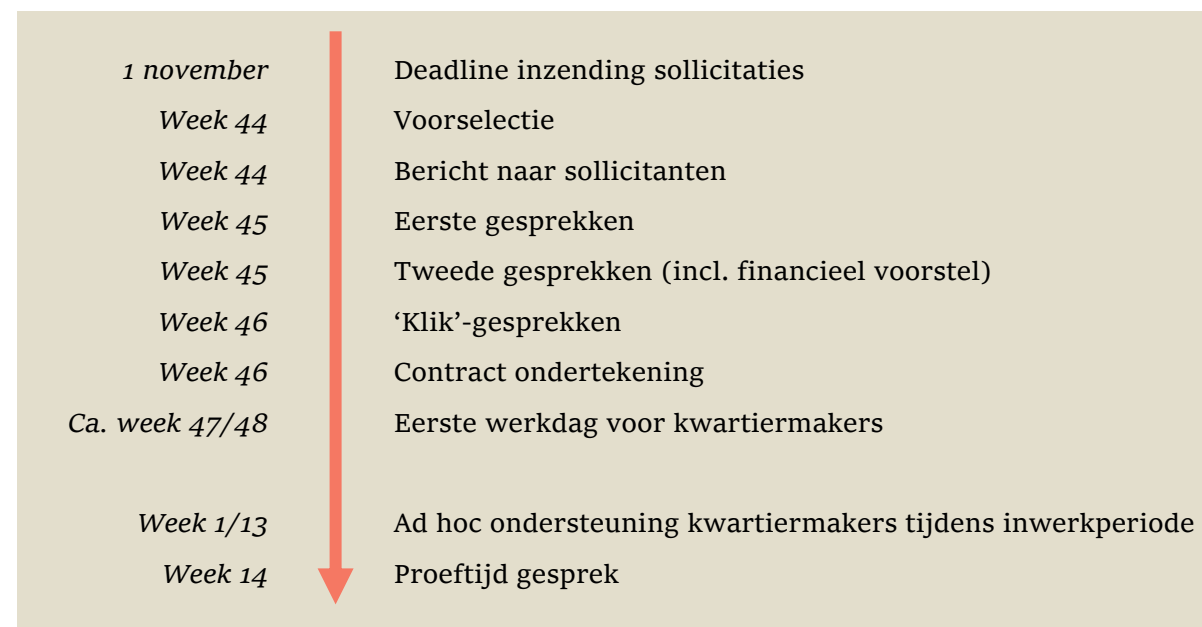 1 november Deadline inzending sollicitaties
Week 44 Voorselectie
Week 44 Bericht naar sollicitanten
Week 45 Eerste gesprekken
Week 45 Tweede gesprekken (incl. financieel voorstel)
Week 46 ‘Klik’-gesprekken
Week 46 Contract ondertekening
Ca. week 47/48 Eerste werkdag voor kwartiermakers
Week 1/13 Ad hoc ondersteuning kwartiermakers tijdens inwerkperiode
Week 14 Proeftijd gesprek